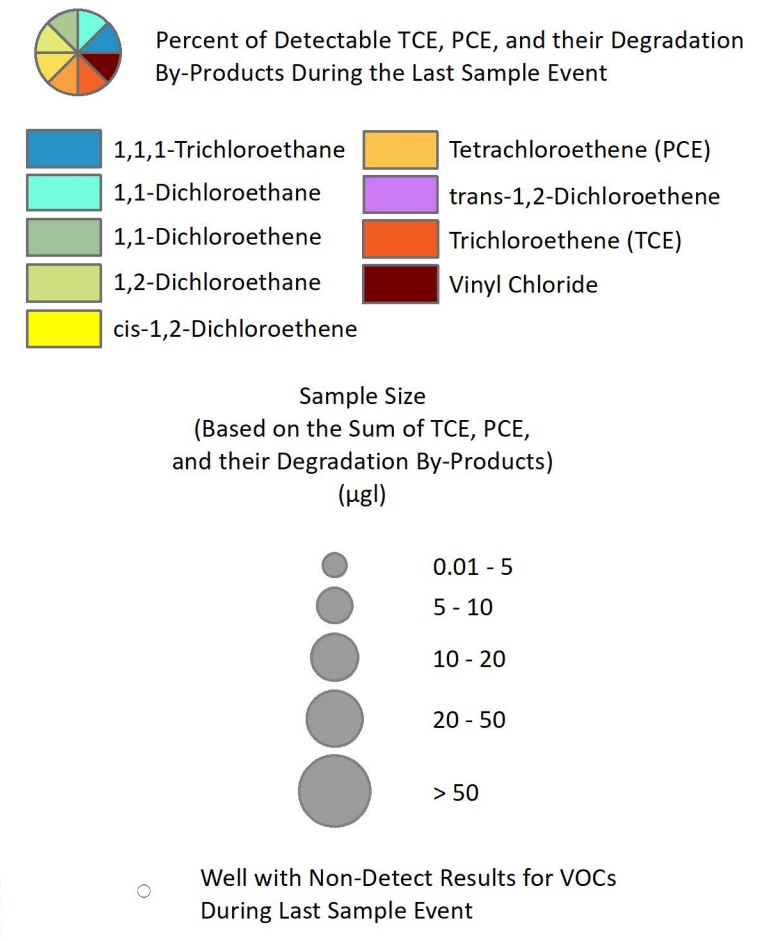 Percent of Detectable TCE, PCE, and their Degradation
By-Products During the Last Sample Event
1,1,1-Trichloroethane
1,1-Dichloroethane
1,1-Dichloroethene
1,2-Dichloroethane
cis-1,2-Dichloroethene
Tetrachloroethene (PCE)
trans-1,2-Dichloroethene
Trichloroethene (TCE)
Vinyl Chloride
Sample Size
(Based on the Sum of TCE, PCE,
and their Degradation By-Products)
(µgl)
0.01 - 5
5 - 10
10 - 20
20 - 50
> 50
Well with Non-Detect Results for VOCs
During Last Sample Event